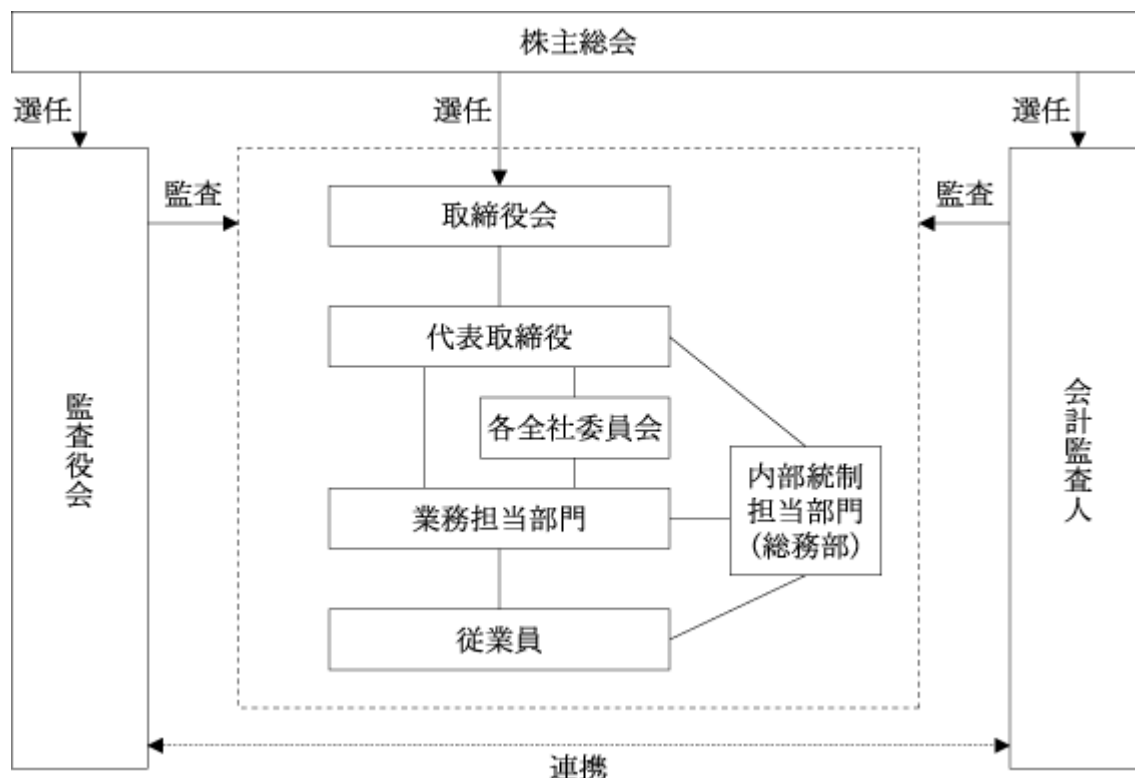 株主総会
選任
選任
選任
監査
監査
取締役会
代表取締役
各全社委員会
監査役会
会計監査人
内部統制
担当部門
(総務部)
業務担当部門
従業員
連携